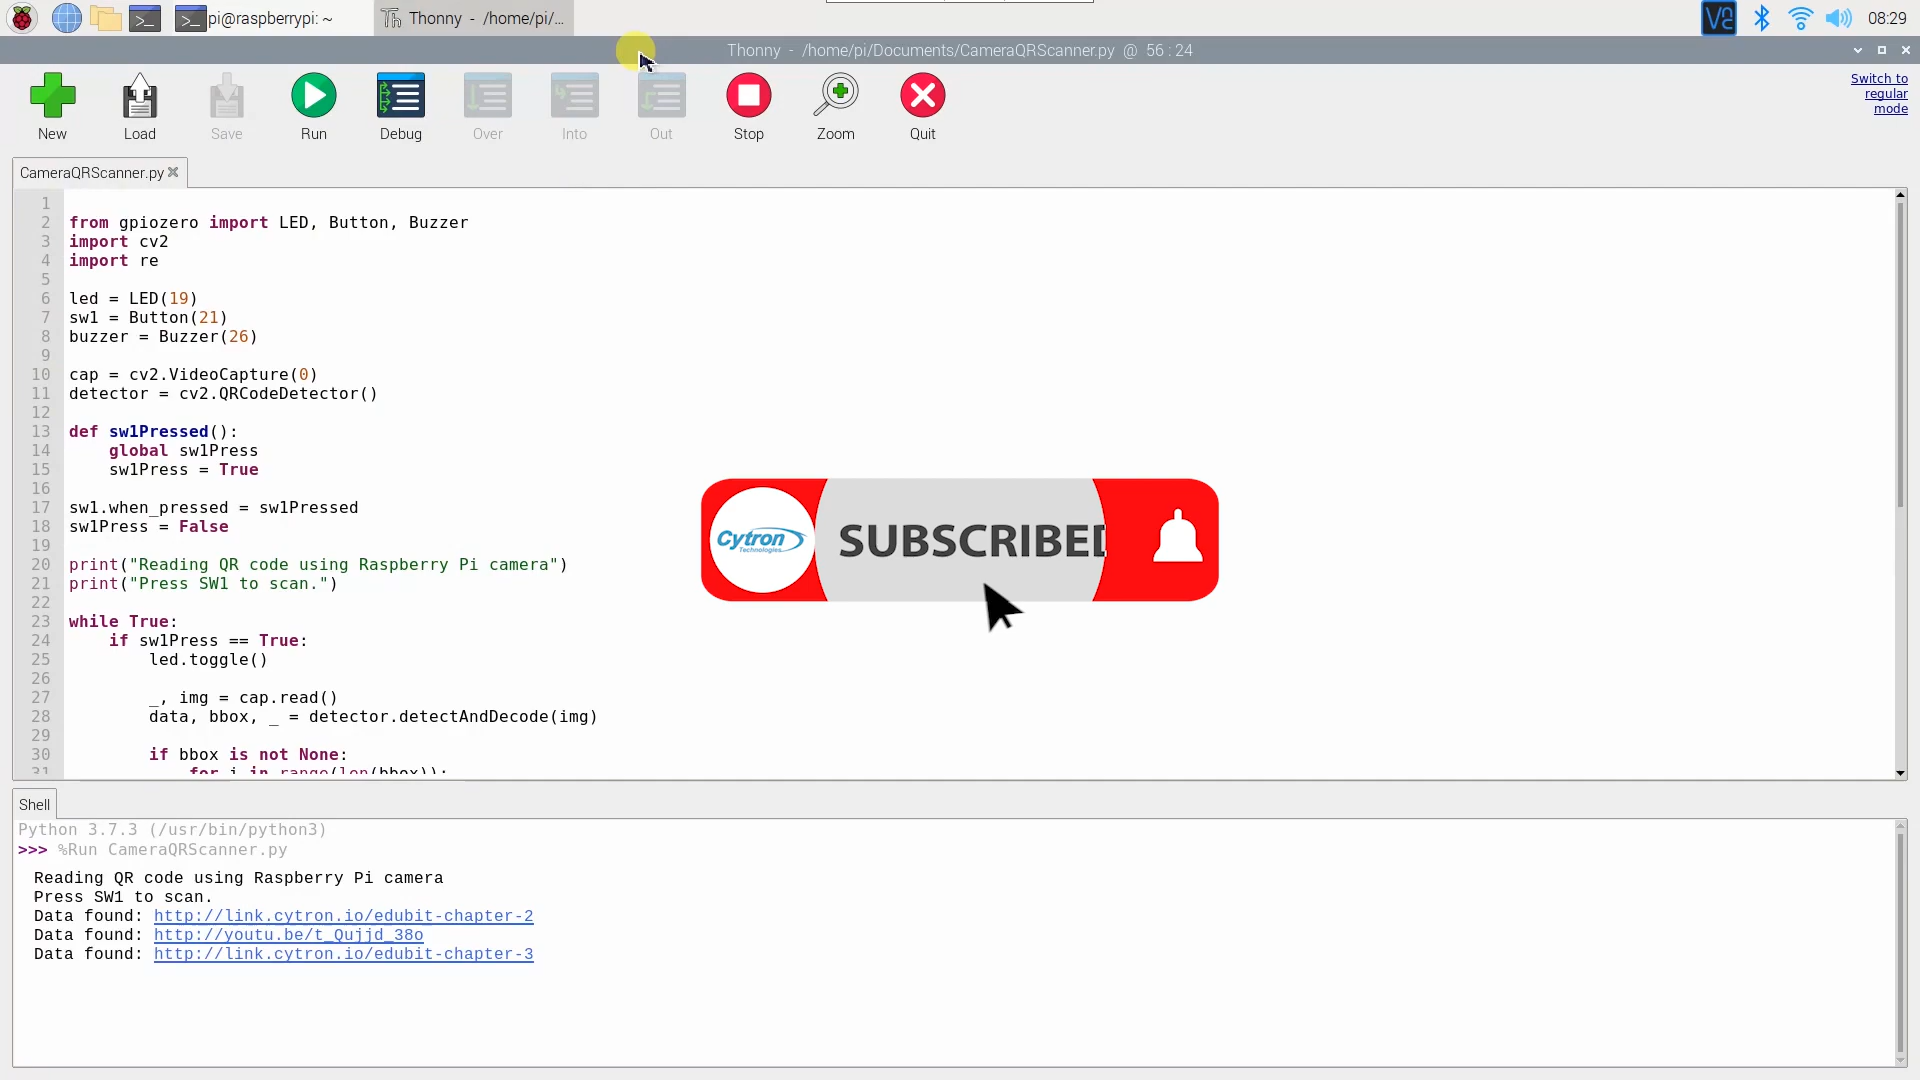 pi@raspberrypi: ~
Thonny - /home/pi/...
08:29
Thonny - /home/pi/Documents/CameraQRScanner.py @ 56 : 24
New
Load
Save
Run
Debug
Over
Into
Out
Stop
Zoom
Quit
Switch to
regular
mode
CameraQRScanner.py
1
2 from gpiozero import LED, Button, Buzzer
3 import cv2
4 import re
5
6 led = LED(19)
7 sw1 = Button(21)
8 buzzer = Buzzer(26)
9
10 cap = cv2.VideoCapture(0)
11 detector = cv2.QRCodeDetector()
12
13 def sw1Pressed():
14     global sw1Press
15     sw1Press = True
16
17 sw1.when_pressed = sw1Pressed
18 sw1Press = False
19
20 print("Reading QR code using Raspberry Pi camera")
21 print("Press SW1 to scan.")
22
23 while True:
24     if sw1Press == True:
25         led.toggle()
26
27         _, img = cap.read()
28         data, bbox, _ = detector.detectAndDecode(img)
29
30         if bbox is not None:
31             for i in range(len(bbox)):
Cytron
Technologies
SUBSCRIBED
Shell
Python 3.7.3 (/usr/bin/python3)
>>> %Run CameraQRScanner.py
Reading QR code using Raspberry Pi camera
Press SW1 to scan.
Data found: http://link.cytron.io/edubit-chapter-2
Data found: http://youtu.be/t_Qujjd_38o
Data found: http://link.cytron.io/edubit-chapter-3